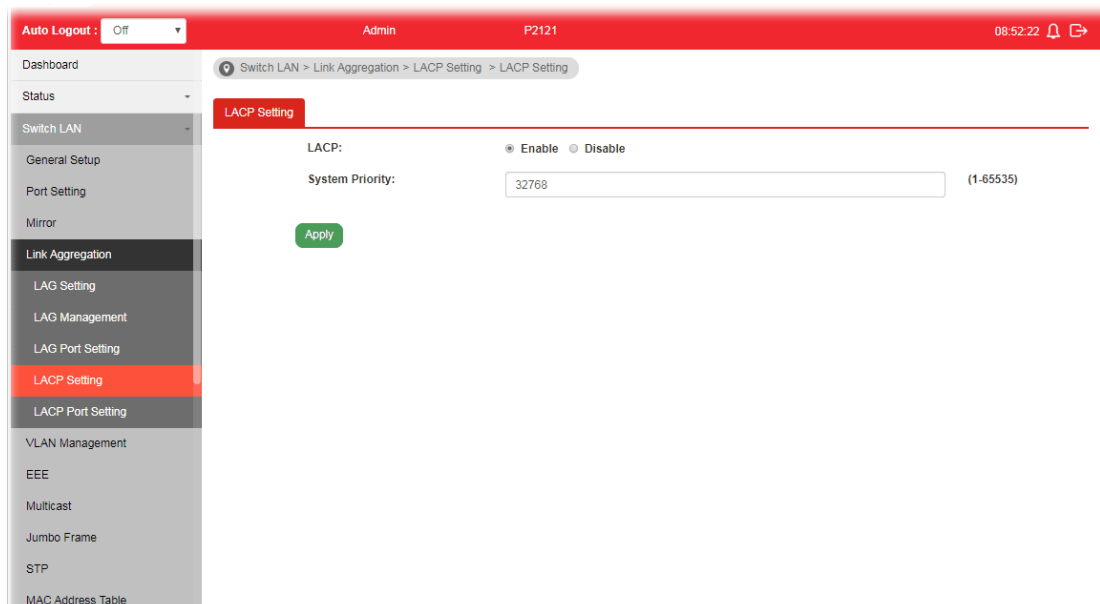 Auto Logout : Off Admin P2121 08:52:22
Dashboard
Status
Switch LAN
General Setup
Port Setting
Mirror
Link Aggregation
LAG Setting
LAG Management
LAG Port Setting
LACP Setting
LACP Port Setting
VLAN Management
EEE
Multicast
Jumbo Frame
STP
MAC Address Table
Switch LAN > Link Aggregation > LACP Setting > LACP Setting
LACP Setting
LACP: Enable Disable
System Priority: 32768 (1-65535)
Apply